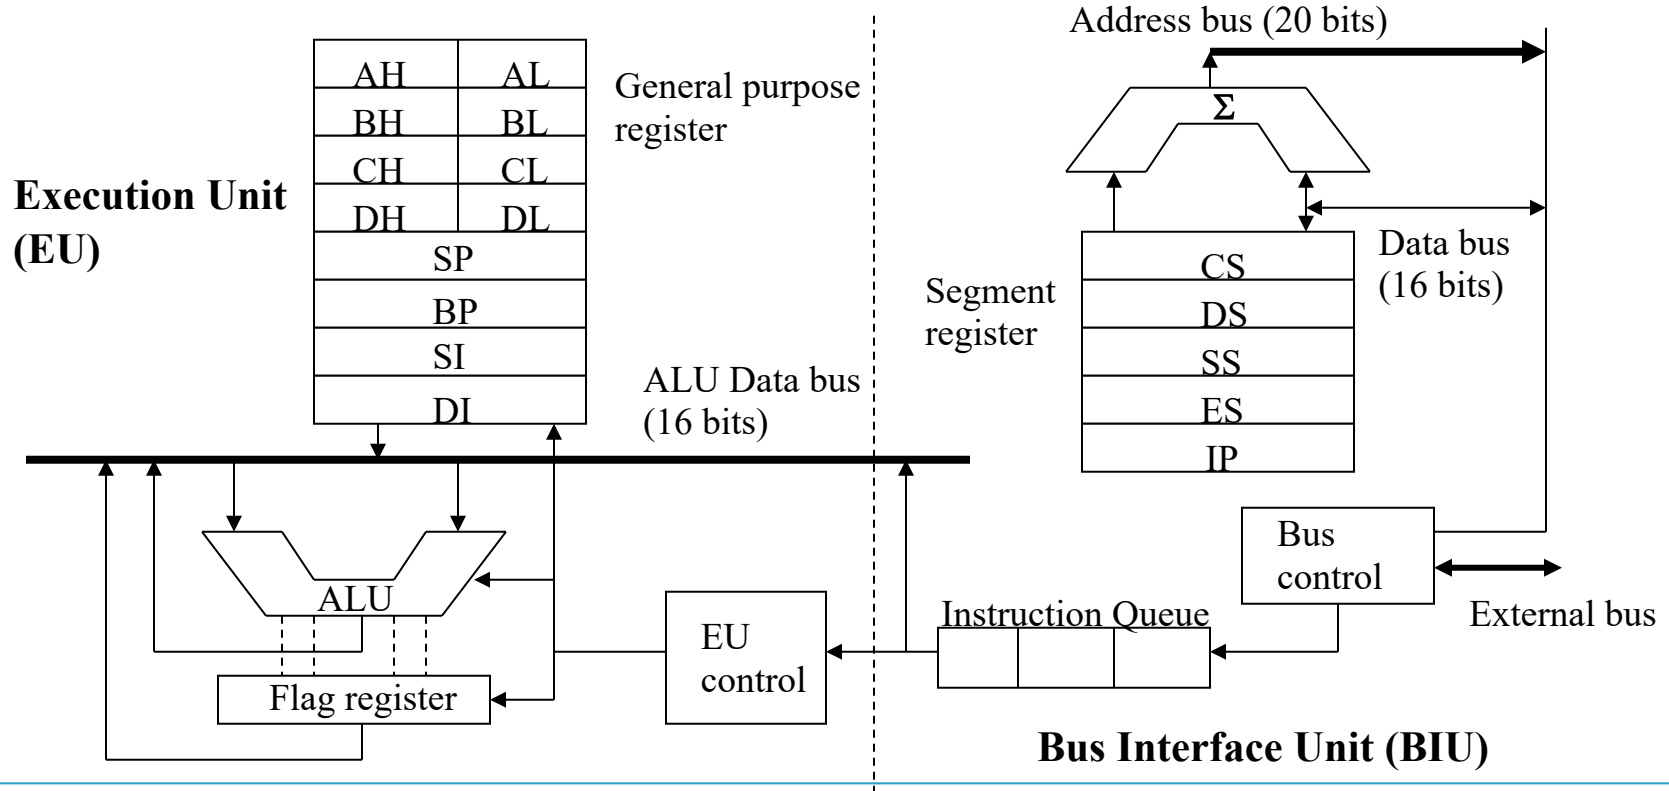 Address bus (20 bits)
AH AL
General purpose
register
BH BL
Σ
CH CL
Execution Unit
(EU)
DH DL
SP
Data bus
(16 bits)
CS
Segment
register
BP
DS
SI
SS
ALU Data bus
(16 bits)
DI
ES
IP
Bus
control
ALU
Instruction Queue
External bus
EU
control
Flag register
Bus Interface Unit (BIU)